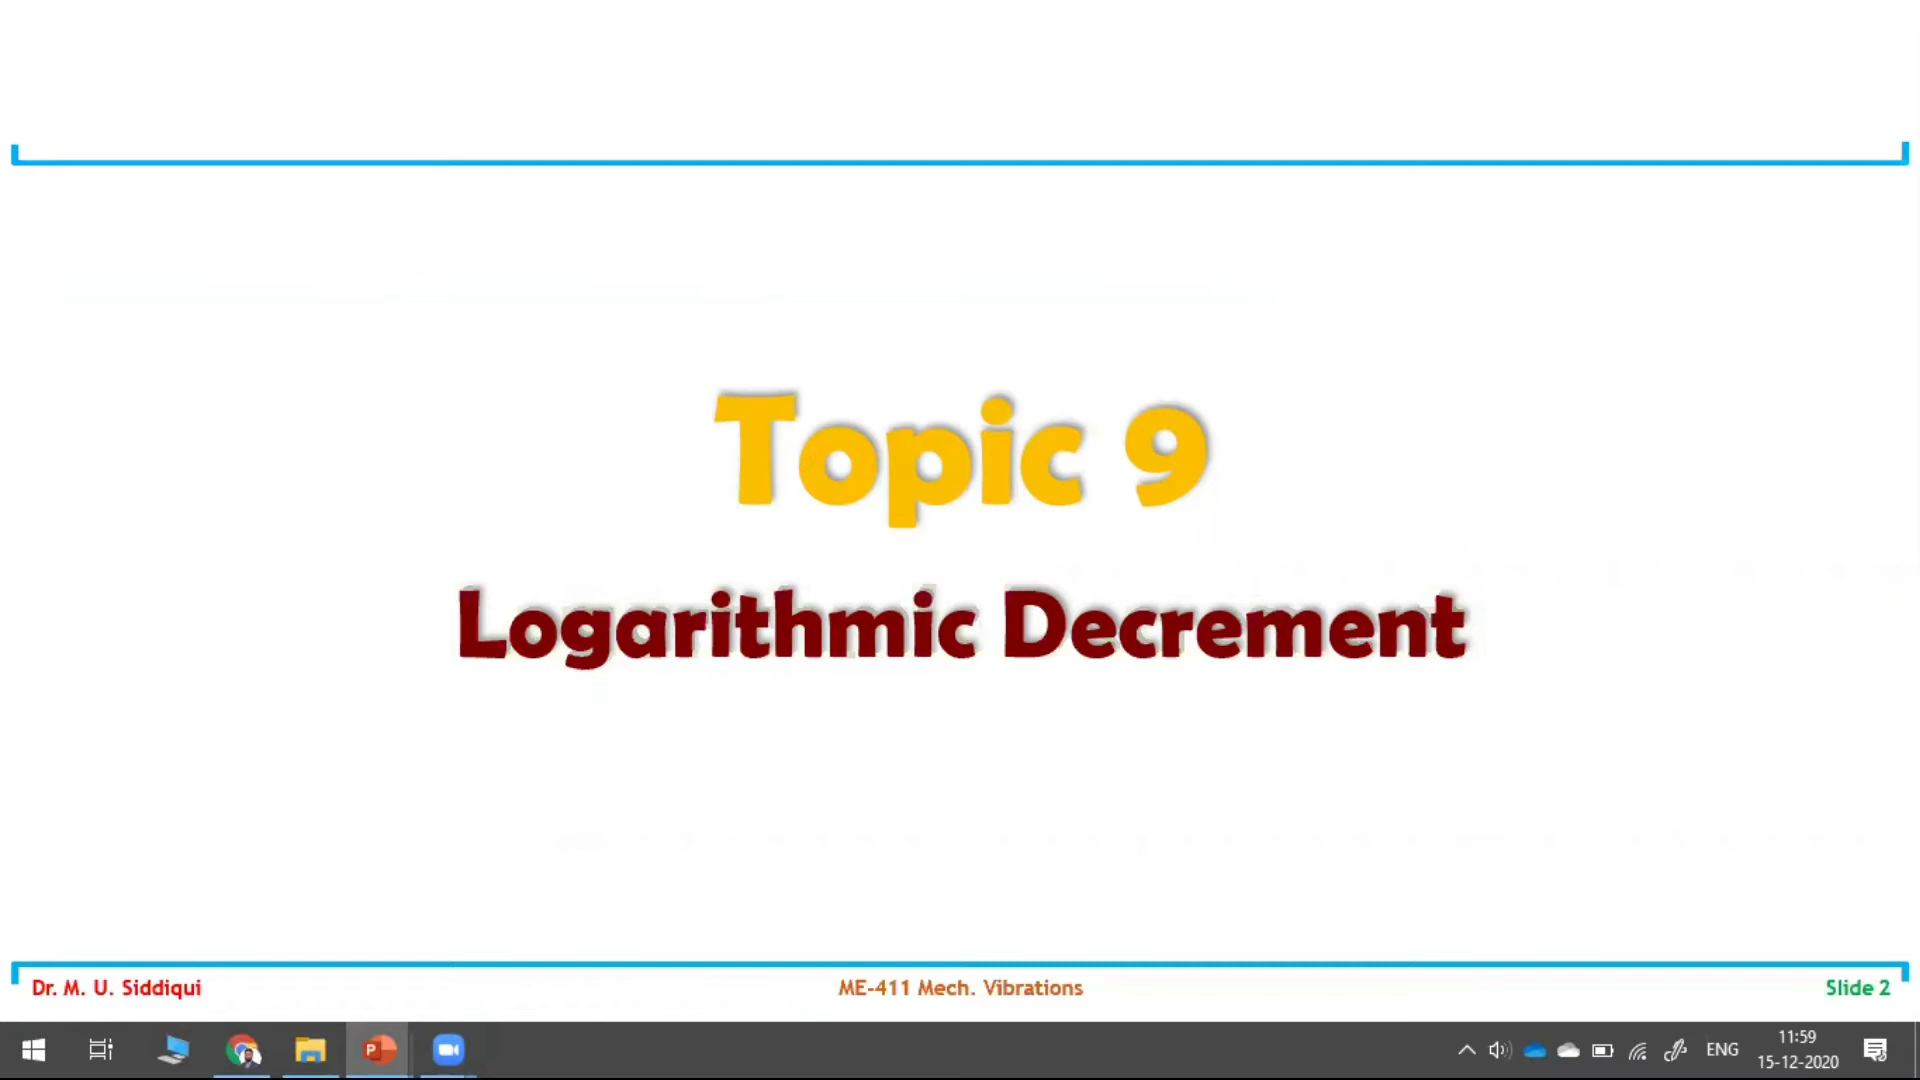 Topic 9
Logarithmic Decrement
Dr. M. U. Siddiqui
ME-411 Mech. Vibrations
Slide 2
ENG
11:59
15-12-2020